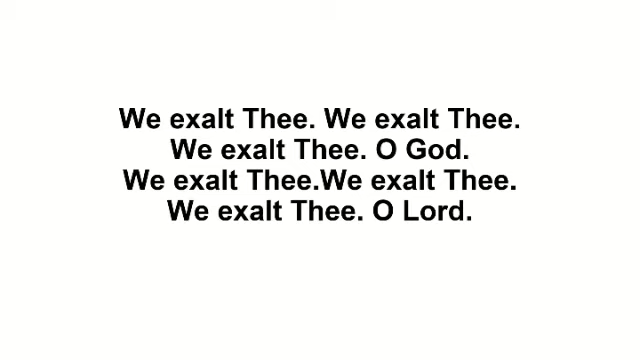 We exalt Thee. We exalt Thee.
We exalt Thee. O God.
We exalt Thee.We exalt Thee.
We exalt Thee. O Lord.